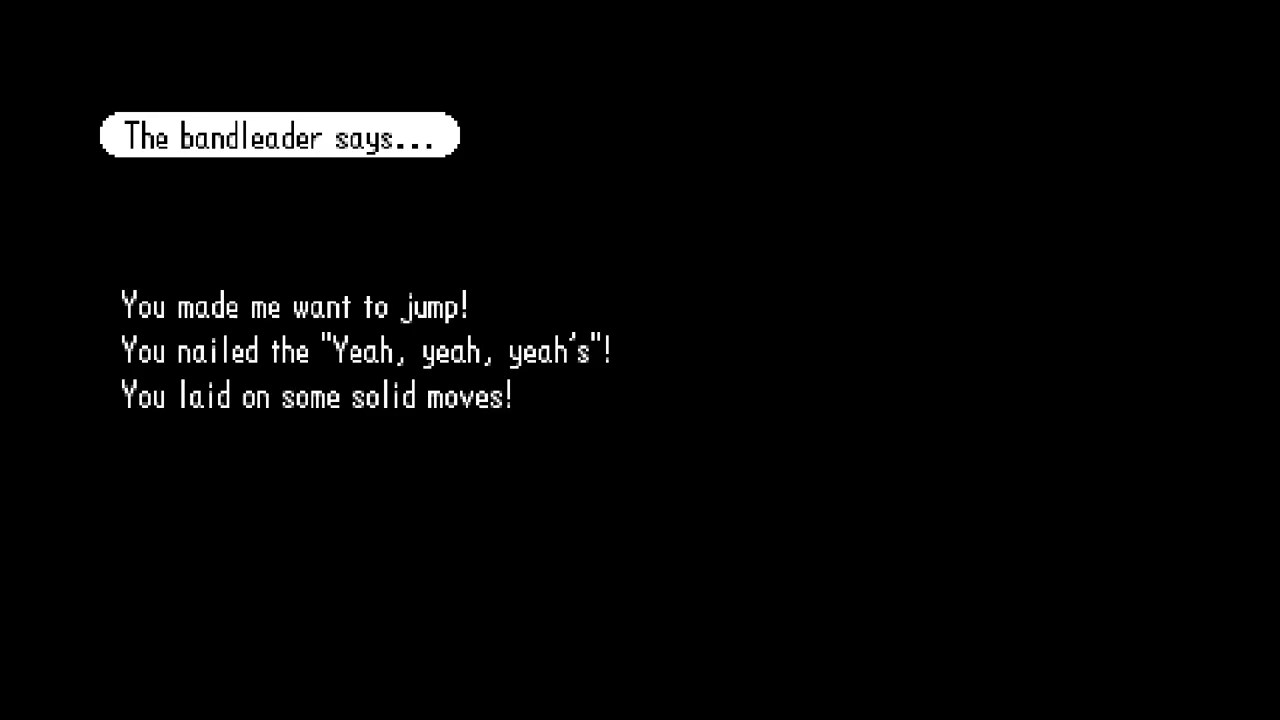 The bandleader says...
You made me want to jump!
You nailed the "Yeah, yeah, yeah's"!
You laid on some solid moves!